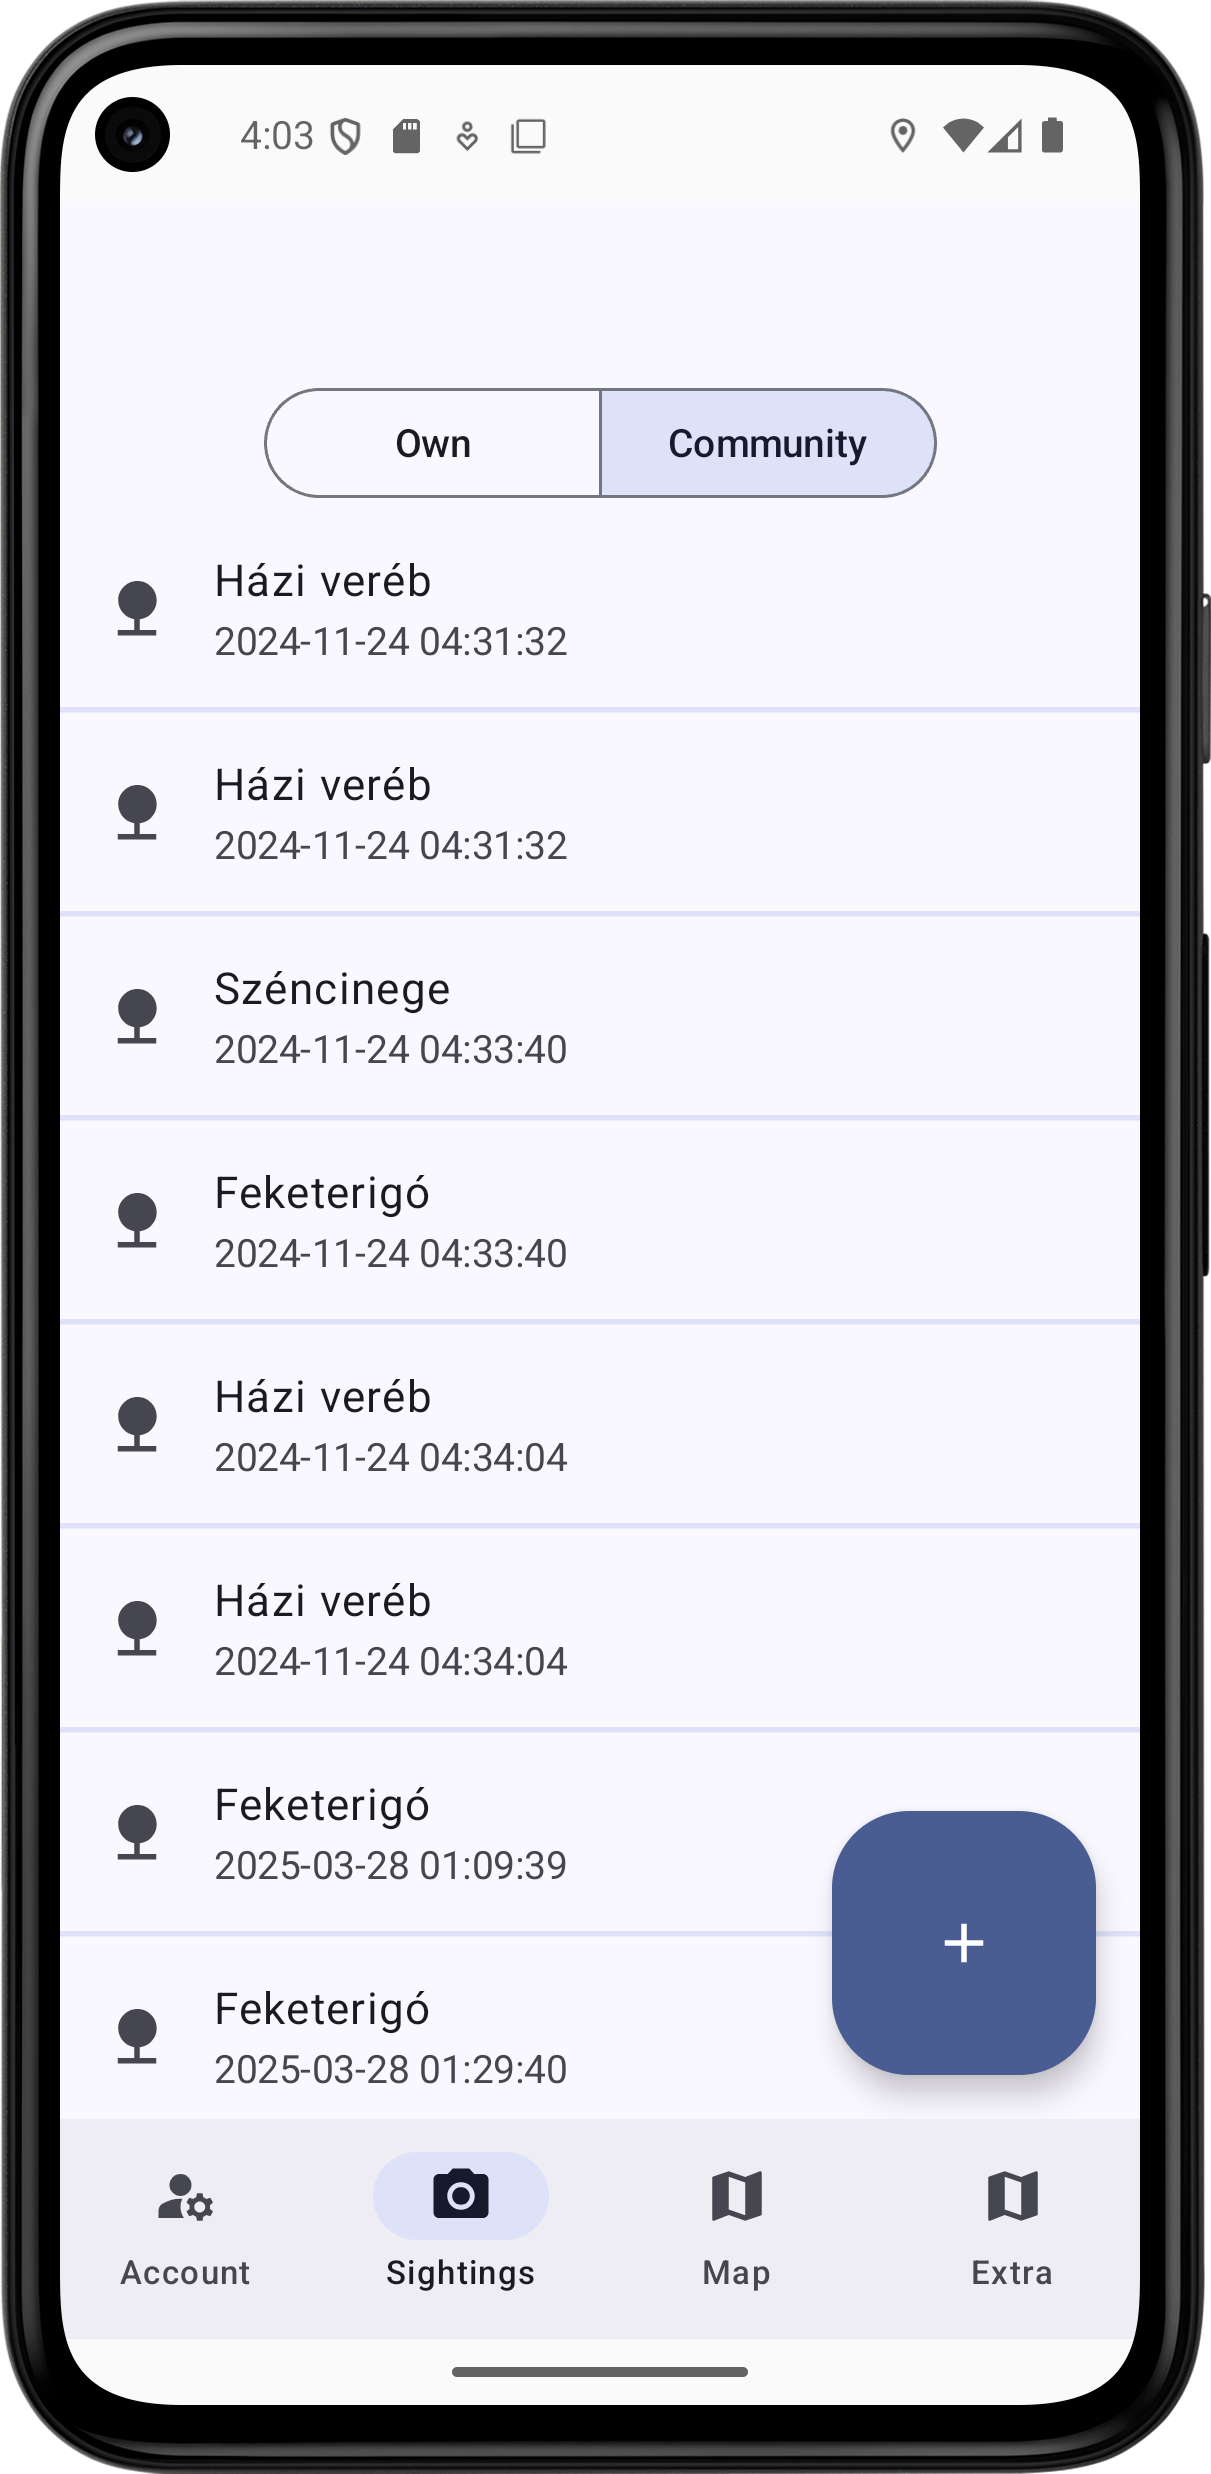 4:03
Own
Community
Házi veréb
2024-11-24 04:31:32
Házi veréb
2024-11-24 04:31:32
Széncinege
2024-11-24 04:33:40
Feketerigó
2024-11-24 04:33:40
Házi veréb
2024-11-24 04:34:04
Házi veréb
2024-11-24 04:34:04
Feketerigó
2025-03-28 01:09:39
Feketerigó
2025-03-28 01:29:40
+
Account
Sightings
Map
Extra